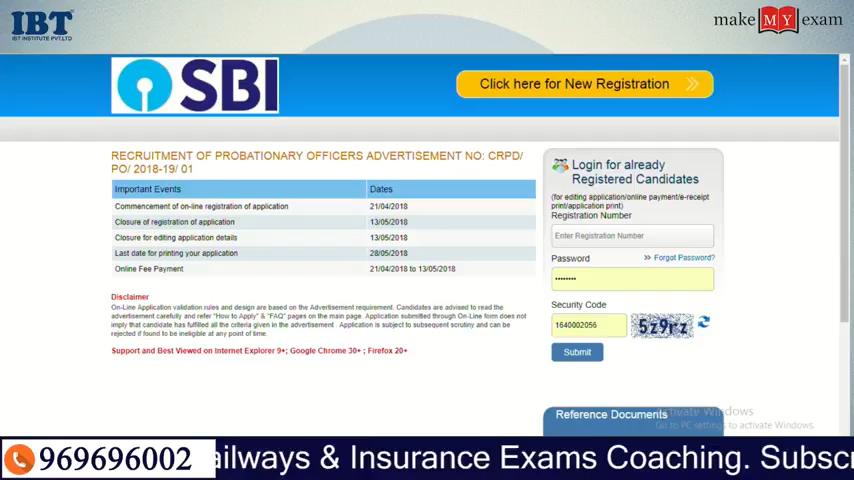 IBT
IBT INSTITUTE PVT.LTD
make MY exam
SBI
Click here for New Registration
RECRUITMENT OF PROBATIONARY OFFICERS ADVERTISEMENT NO: CRPD/
PO/ 2018-19/ 01
Important Events Dates
Commencement of on-line registration of application 21/04/2018
Closure of registration of application 13/05/2018
Closure for editing application details 13/05/2018
Last date for printing your application 28/05/2018
Online Fee Payment 21/04/2018 to 13/05/2018
Disclaimer
On-Line Application validation rules and design are based on the Advertisement requirement. Candidates are advised to read the
advertisement carefully and refer "How to Apply" & "FAQ" pages on the main page. Application submitted through On-Line form does not
imply that candidate has fulfilled all the criteria given in the advertisement . Application is subject to subsequent scrutiny and can be
rejected if found to be ineligible at any point of time.
Support and Best Viewed on Internet Explorer 9+; Google Chrome 30+ ; Firefox 20+
Login for already
Registered Candidates
(for editing application/online payment/e-receipt
print/application print)
Registration Number
Enter Registration Number
Password >> Forgot Password?
••••••••
Security Code
1640002056 5z9rz
Submit
Reference Documents
Activate Windows
Go to PC settings to activate Windows.
969696002 ailways & Insurance Exams Coaching. Subsc